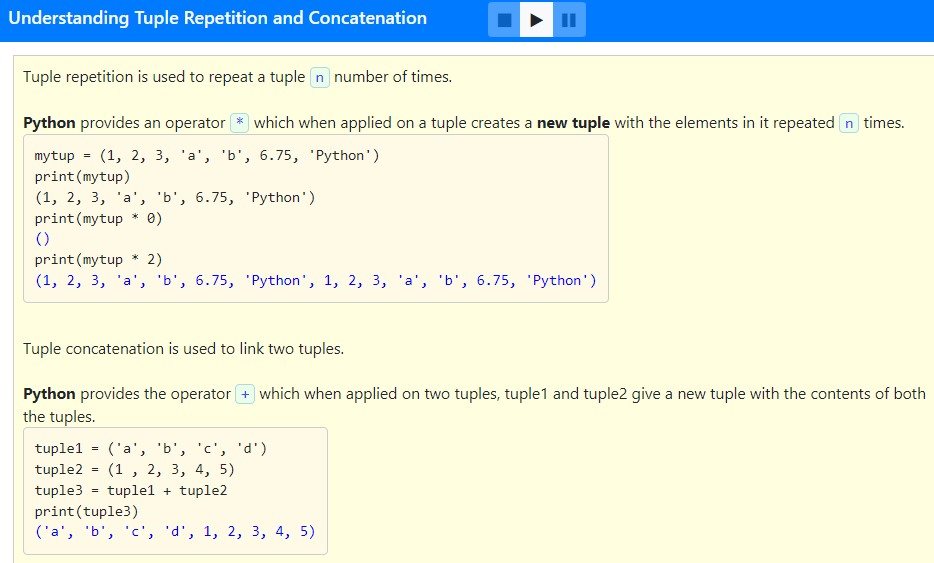 Understanding Tuple Repetition and Concatenation
Tuple repetition is used to repeat a tuple n number of times.
Python provides an operator * which when applied on a tuple creates a new tuple with the elements in it repeated n times.
mytup = (1, 2, 3, 'a', 'b', 6.75, 'Python')
print(mytup)
(1, 2, 3, 'a', 'b', 6.75, 'Python')
print(mytup * 0)
()
print(mytup * 2)
(1, 2, 3, 'a', 'b', 6.75, 'Python', 1, 2, 3, 'a', 'b', 6.75, 'Python')
Tuple concatenation is used to link two tuples.
Python provides the operator + which when applied on two tuples, tuple1 and tuple2 give a new tuple with the contents of both
the tuples.
tuple1 = ('a', 'b', 'c', 'd')
tuple2 = (1 , 2, 3, 4, 5)
tuple3 = tuple1 + tuple2
print(tuple3)
('a', 'b', 'c', 'd', 1, 2, 3, 4, 5)